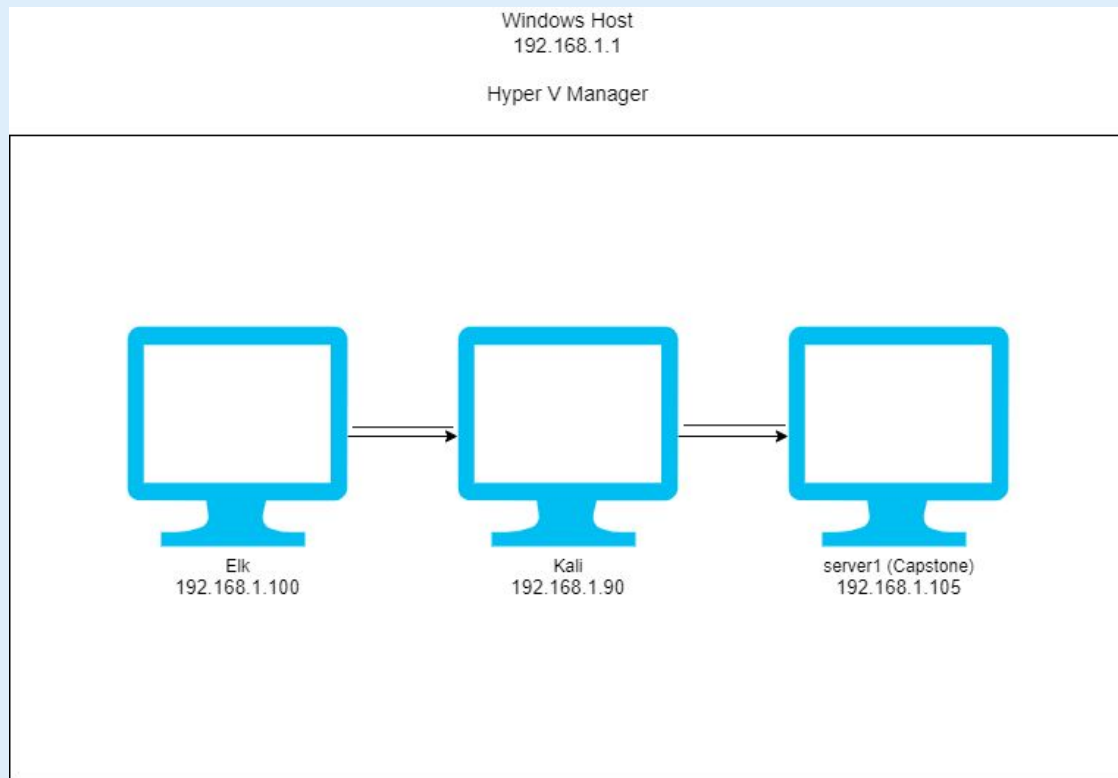 Windows Host
192.168.1.1
Hyper V Manager
Elk
192.168.1.100
Kali
192.168.1.90
server1 (Capstone)
192.168.1.105